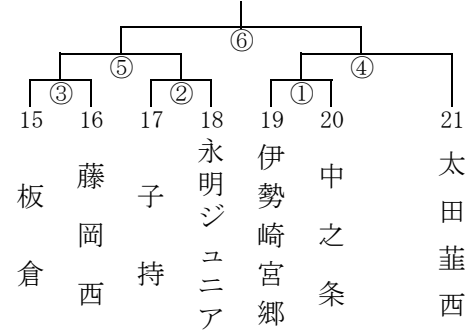 ⑥
⑤ ④
③ ② ①
15 16 17 18 19 20 21
板倉
藤岡西
子持
永明ジュニア
伊勢崎宮郷
中之条
太田韮西